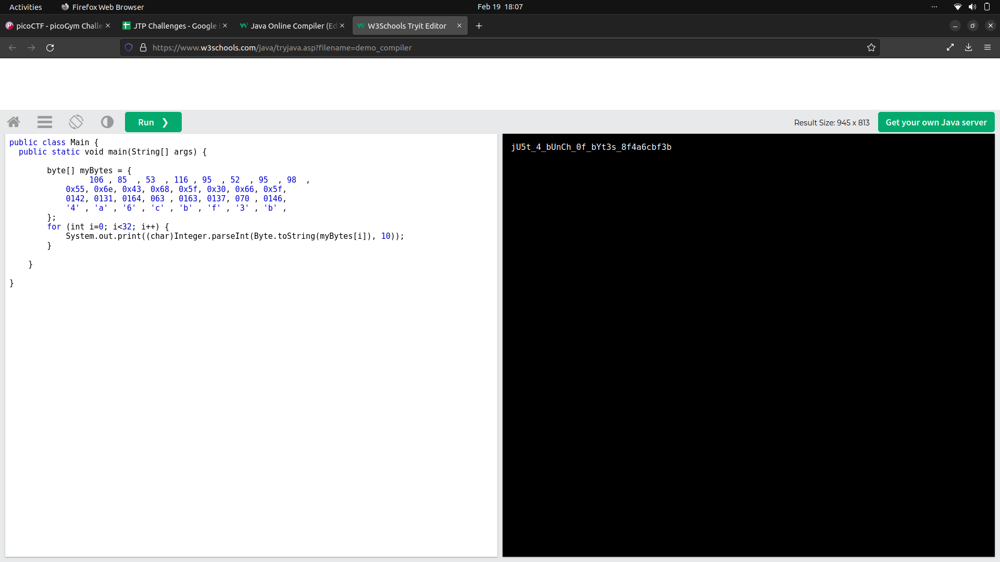 Activities Firefox Web Browser Feb 19 18:07
picoCTF - picoGym Challe JTP Challenges - Google Java Online Compiler (Ed W3Schools Tryit Editor
https://www.w3schools.com/java/tryjava.asp?filename=demo_compiler
Run ❯ Result Size: 945 x 813 Get your own Java server
public class Main {
  public static void main(String[] args) {
        byte[] myBytes = {
                 106 , 85  , 53  , 116 , 95  , 52  , 95  , 98  ,
            0x55, 0x6e, 0x43, 0x68, 0x5f, 0x30, 0x66, 0x5f,
            0142, 0131, 0164, 063 , 0163, 0137, 070 , 0146,
            '4' , 'a' , '6' , 'c' , 'b' , 'f' , '3' , 'b' ,
        };
        for (int i=0; i<32; i++) {
            System.out.print((char)Integer.parseInt(Byte.toString(myBytes[i]), 10));
        }
    }
}
jU5t_4_bUnCh_0f_bYt3s_8f4a6cbf3b